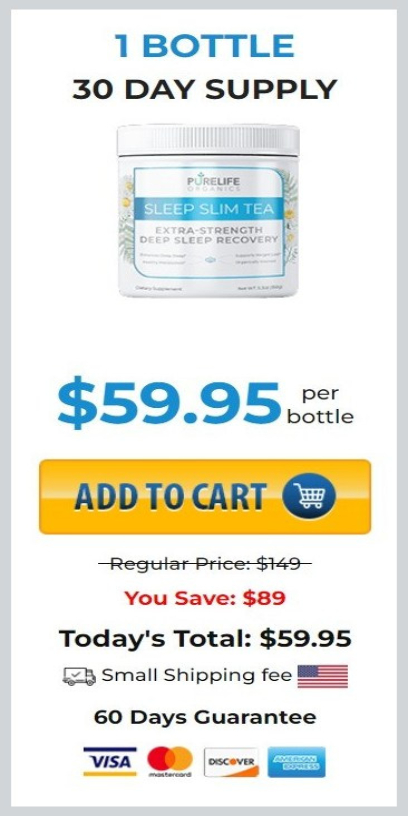 1 BOTTLE
30 DAY SUPPLY
PURELIFE
ORGANICS
SLEEP SLIM TEA
EXTRA-STRENGTH
DEEP SLEEP RECOVERY
Dietary Supplement
$59.95 per bottle
ADD TO CART
Regular Price: $149
You Save: $89
Today's Total: $59.95
Small Shipping fee
60 Days Guarantee
VISA mastercard DISCOVER AMERICAN EXPRESS